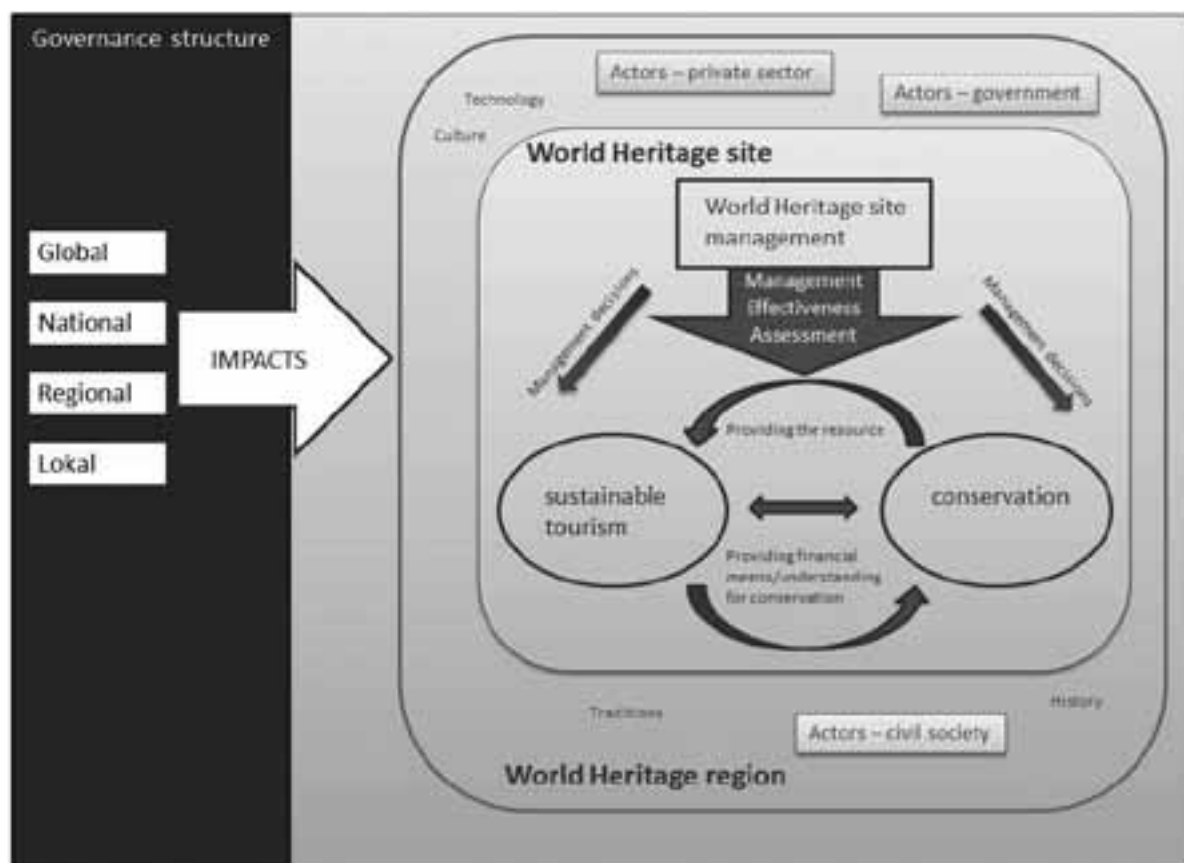 Governance structure
Global
National
Regional
Lokal
IMPACTS
Actors – private sector
Actors – government
Technology
Culture
World Heritage site
World Heritage site
management
Management
Effectiveness
Assessment
Management decisions
Management decisions
Providing the resource
sustainable
tourism
conservation
Providing financial
means/understanding
for conservation
Traditions
History
Actors – civil society
World Heritage region